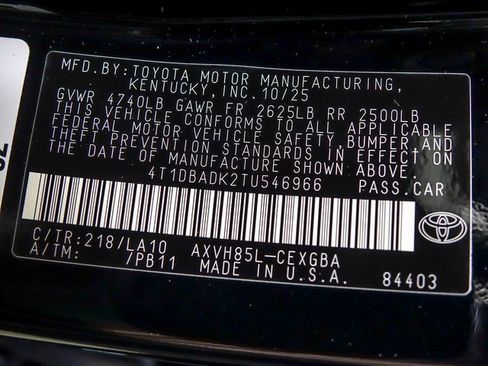 MFD.BY:TOYOTA MOTOR MANUFACTURING,
KENTUCKY, INC.10/25
GVWR 4740LB GAWR FR 2625LB RR 2500LB
THIS VEHICLE CONFORMS TO ALL APPLICABLE
FEDERAL MOTOR VEHICLE SAFETY,BUMPER,AND
THEFT PREVENTION STANDARDS IN EFFECT ON
THE DATE OF MANUFACTURE SHOWN ABOVE.
4T1DBADK2TU546966 PASS.CAR
C/TR:218/LA10 AXVH85L-CEXGBA
A/TM: /PB11 MADE IN U.S.A. 84403